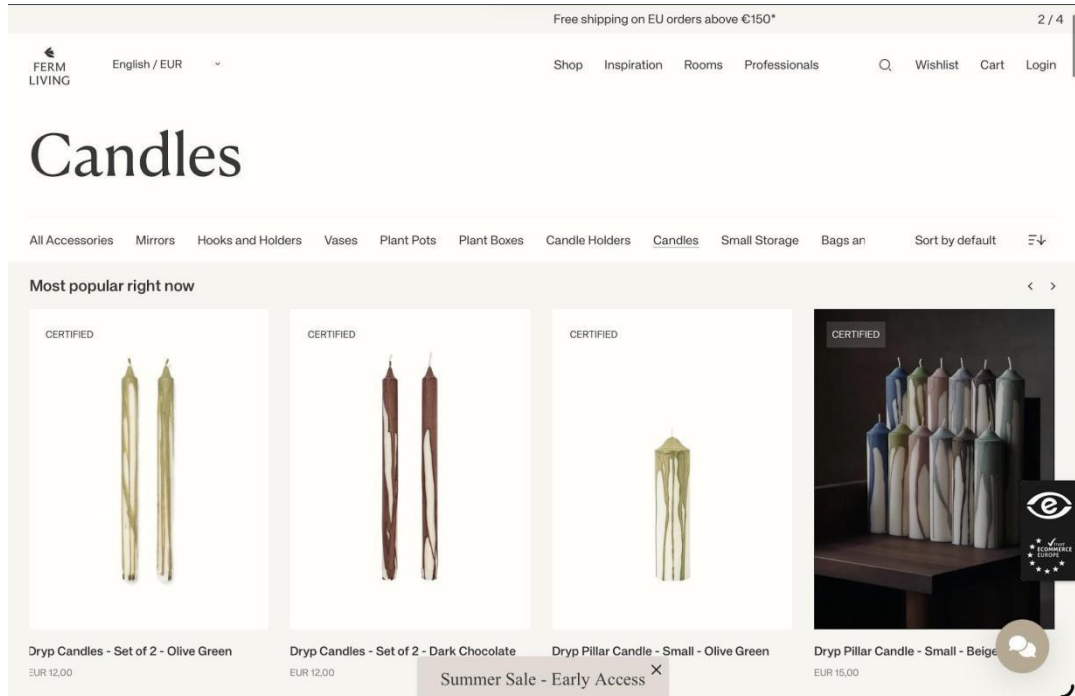 Free shipping on EU orders above €150*
2 / 4
FERM
LIVING
English / EUR
Shop Inspiration Rooms Professionals Wishlist Cart Login
Candles
All Accessories Mirrors Hooks and Holders Vases Plant Pots Plant Boxes Candle Holders Candles Small Storage Bags an Sort by default
Most popular right now
CERTIFIED CERTIFIED CERTIFIED CERTIFIED
e
trust
ECOMMERCE
EUROPE
Dryp Candles - Set of 2 - Olive Green
EUR 12,00
Dryp Candles - Set of 2 - Dark Chocolate
EUR 12,00
Dryp Pillar Candle - Small - Olive Green
Dryp Pillar Candle - Small - Beige
EUR 15,00
Summer Sale - Early Access